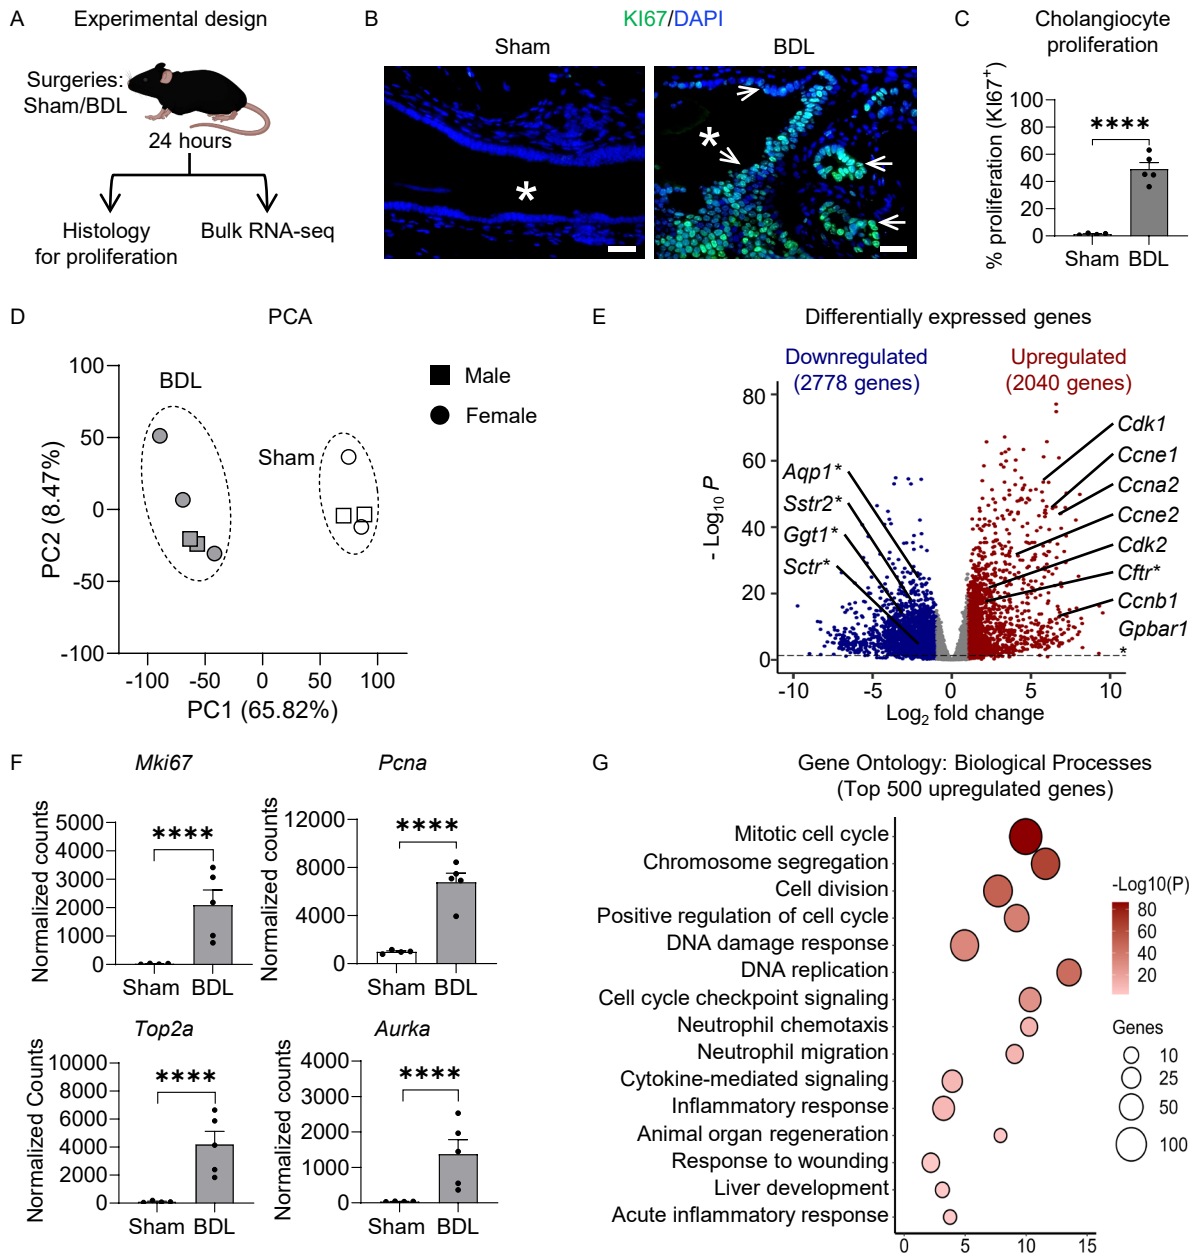 A
Experimental design
Surgeries:
Sham/BDL
24 hours
Histology
for proliferation
Bulk RNA-seq
B
KI67/DAPI
Sham
BDL
*
*
C
Cholangiocyte
proliferation
% proliferation (KI67+)
100
80
60
40
20
0
****
Sham
BDL
D
PCA
PC2 (8.47%)
100
50
0
-50
-100
BDL
Sham
Male
Female
-100
-50
0
50
100
PC1 (65.82%)
E
Differentially expressed genes
Downregulated
(2778 genes)
Upregulated
(2040 genes)
- Log10 P
80
60
40
20
0
Aqp1*
Sstr2*
Ggt1*
Sctr*
Cdk1
Ccne1
Ccna2
Ccne2
Cdk2
Cftr*
Ccnb1
Gpbar1
*
-10
-5
0
5
10
Log2 fold change
F
Mki67
Normalized counts
5000
4000
3000
2000
1000
0
****
Sham
BDL
Pcna
Normalized counts
12000
8000
4000
0
****
Sham
BDL
Top2a
Normalized Counts
10000
8000
6000
4000
2000
0
****
Sham
BDL
Aurka
Normalized counts
4000
3000
2000
1000
0
****
Sham
BDL
G
Gene Ontology: Biological Processes
(Top 500 upregulated genes)
Mitotic cell cycle
Chromosome segregation
Cell division
Positive regulation of cell cycle
DNA damage response
DNA replication
Cell cycle checkpoint signaling
Neutrophil chemotaxis
Neutrophil migration
Cytokine-mediated signaling
Inflammatory response
Animal organ regeneration
Response to wounding
Liver development
Acute inflammatory response
0
5
10
15
-Log10(P)
80
60
40
20
Genes
10
25
50
100